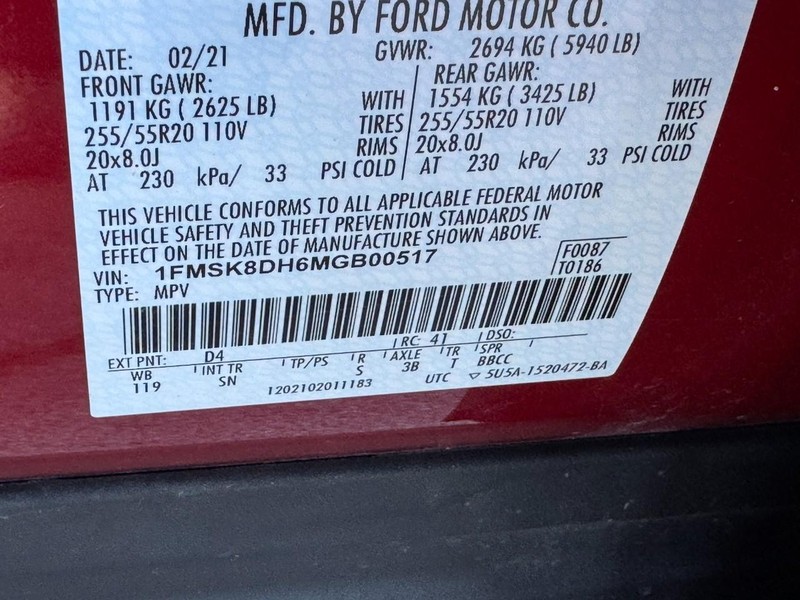 MFD. BY FORD MOTOR CO.
DATE: 02/21 GVWR: 2694 KG ( 5940 LB)
FRONT GAWR: REAR GAWR:
1191 KG ( 2625 LB) WITH 1554 KG ( 3425 LB) WITH
255/55R20 110V TIRES 255/55R20 110V TIRES
20x8.0J RIMS 20x8.0J RIMS
AT 230 kPa/ 33 PSI COLD AT 230 kPa/ 33 PSI COLD
THIS VEHICLE CONFORMS TO ALL APPLICABLE FEDERAL MOTOR
VEHICLE SAFETY AND THEFT PREVENTION STANDARDS IN
EFFECT ON THE DATE OF MANUFACTURE SHOWN ABOVE.
VIN: 1FMSK8DH6MGB00517 F0087
TYPE: MPV T0186
EXT PNT: D4 RC: 41 DSO:
WB INT TR TP/PS R AXLE TR SPR
119 SN S 3B T BBCC
1202102011183 UTC ▽ 5U5A-1520472-BA